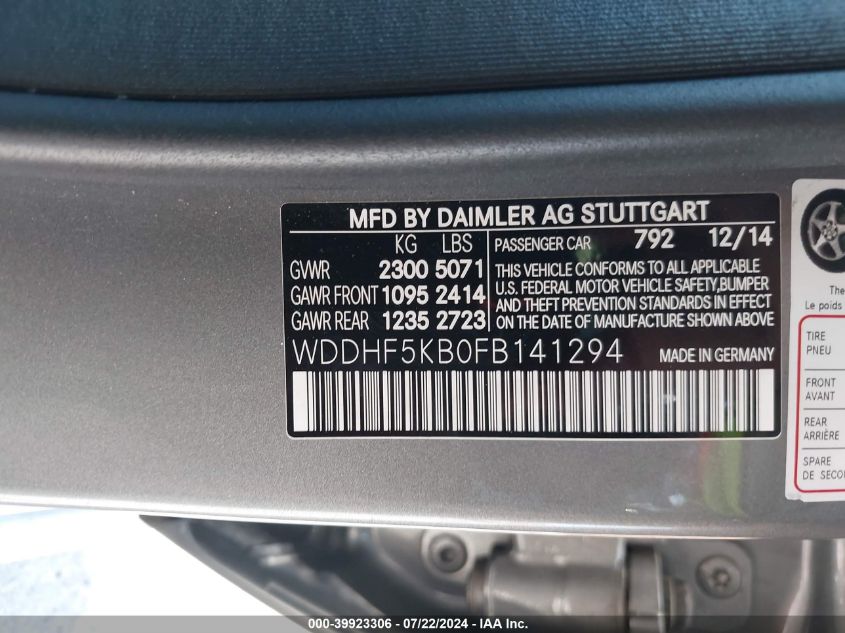 MFD BY DAIMLER AG STUTTGART
KG LBS
GVWR 2300 5071
GAWR FRONT 1095 2414
GAWR REAR 1235 2723
PASSENGER CAR 792 12/14
THIS VEHICLE CONFORMS TO ALL APPLICABLE
U.S. FEDERAL MOTOR VEHICLE SAFETY,BUMPER
AND THEFT PREVENTION STANDARDS IN EFFECT
ON THE DATE OF MANUFACTURE SHOWN ABOVE
WDDHF5KB0FB141294 MADE IN GERMANY
The
Le poids
TIRE
PNEU
FRONT
AVANT
REAR
ARRIÈRE
SPARE
DE
000-39923306 - 07/22/2024 - IAA Inc.